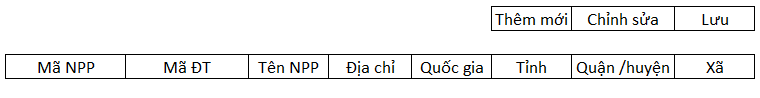 Thêm mới Chỉnh sửa Lưu
Mã NPP Mã ĐT Tên NPP Địa chỉ Quốc gia Tỉnh Quận /huyện Xã